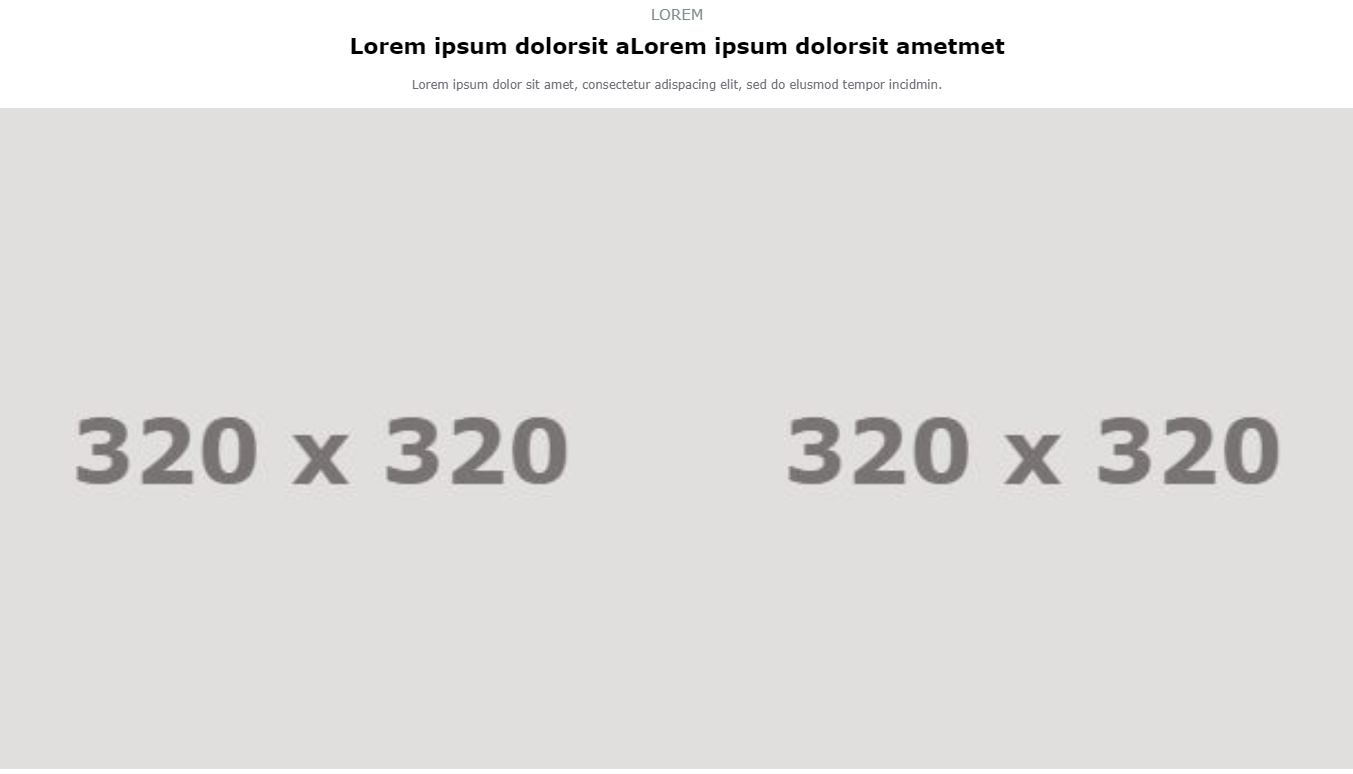 LOREM
Lorem ipsum dolorsit aLorem ipsum dolorsit ametmet
Lorem ipsum dolor sit amet, consectetur adispacing elit, sed do elusmod tempor incidmin.
320 x 320 320 x 320